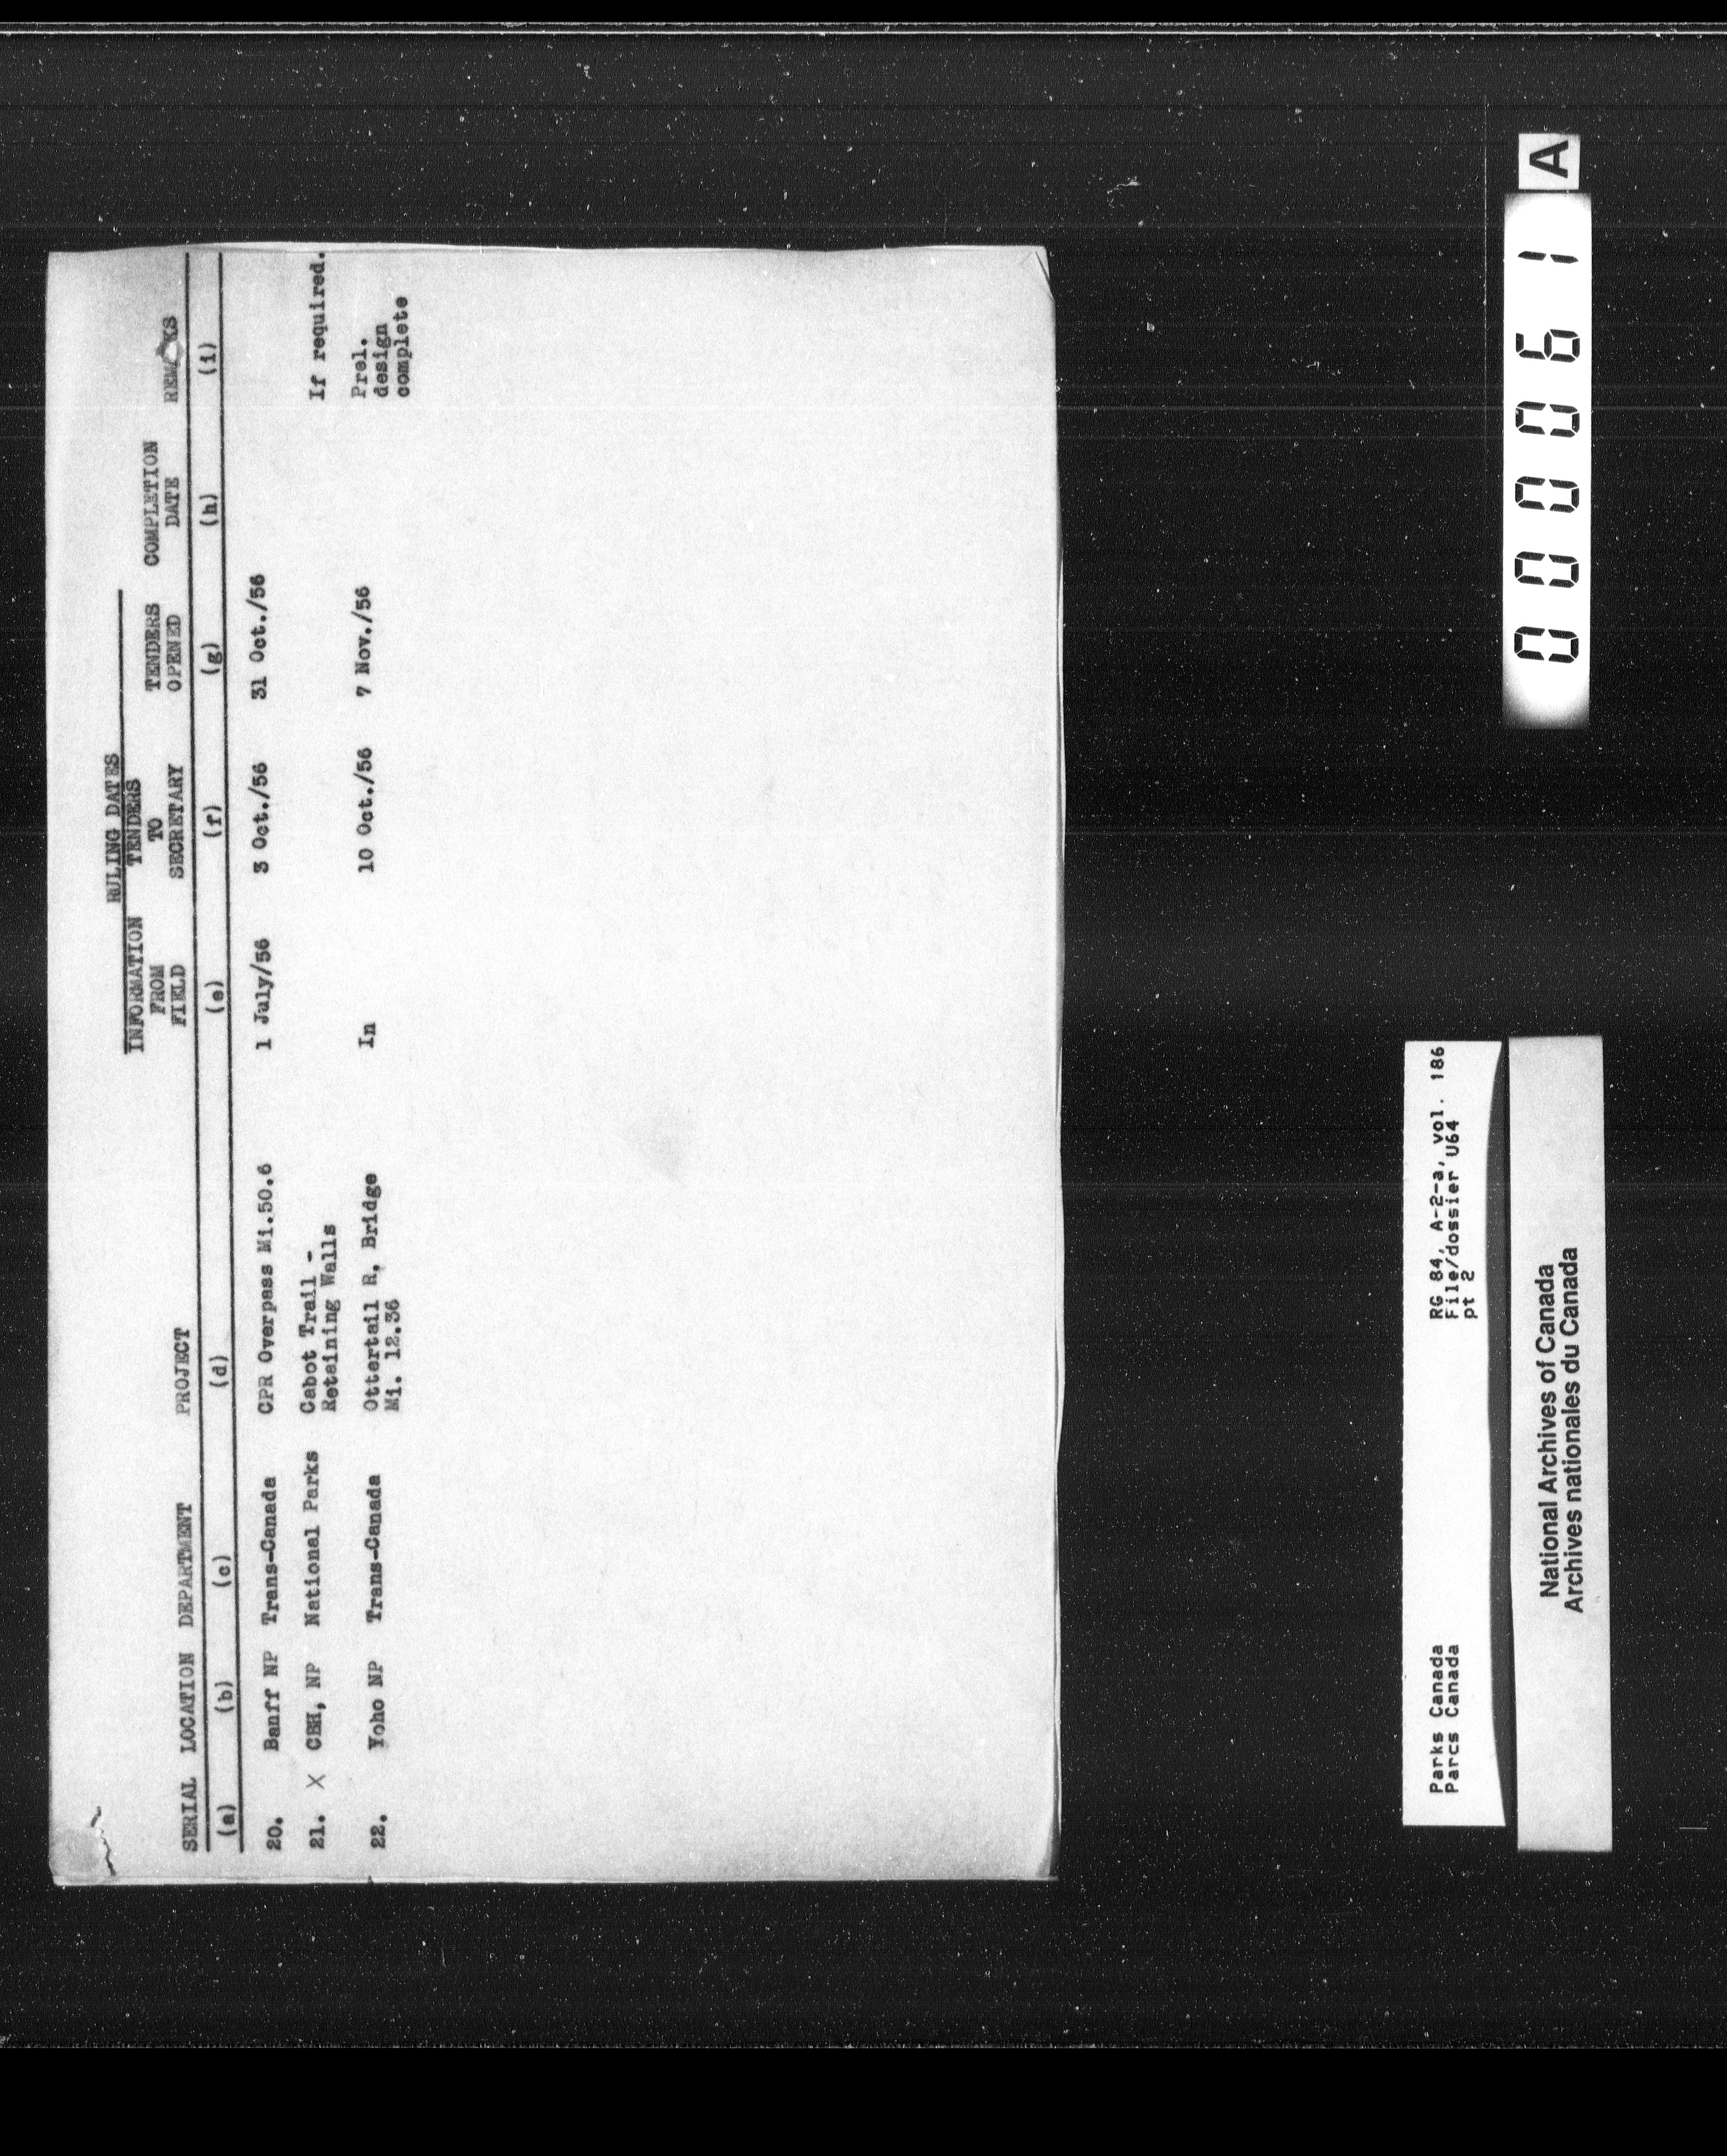 RULING DATES
INFORMATION TENDERS
FROM TO TENDERS COMPLETION
FIELD SECRETARY OPENED DATE
SERIAL LOCATION DEPARTMENT PROJECT REMARKS
(a) (b) (c) (d) (e) (f) (g) (h) (i)
20. Banff NP Trans-Canada CPR Overpass Mi.50.6 1 July/56 3 Oct./56 31 Oct./56
21. X CBH, NP National Parks Cabot Trail - If required.
Retaining Walls
22. Yoho NP Trans-Canada Ottertail R, Bridge In 10 Oct./56 7 Nov./56 Prel.
Mi. 12.36 design
complete
Parks Canada RG 84, A-2-a, vol. 186
Parcs Canada File/dossier U64
pt 2
National Archives of Canada
Archives nationales du Canada
000061 A